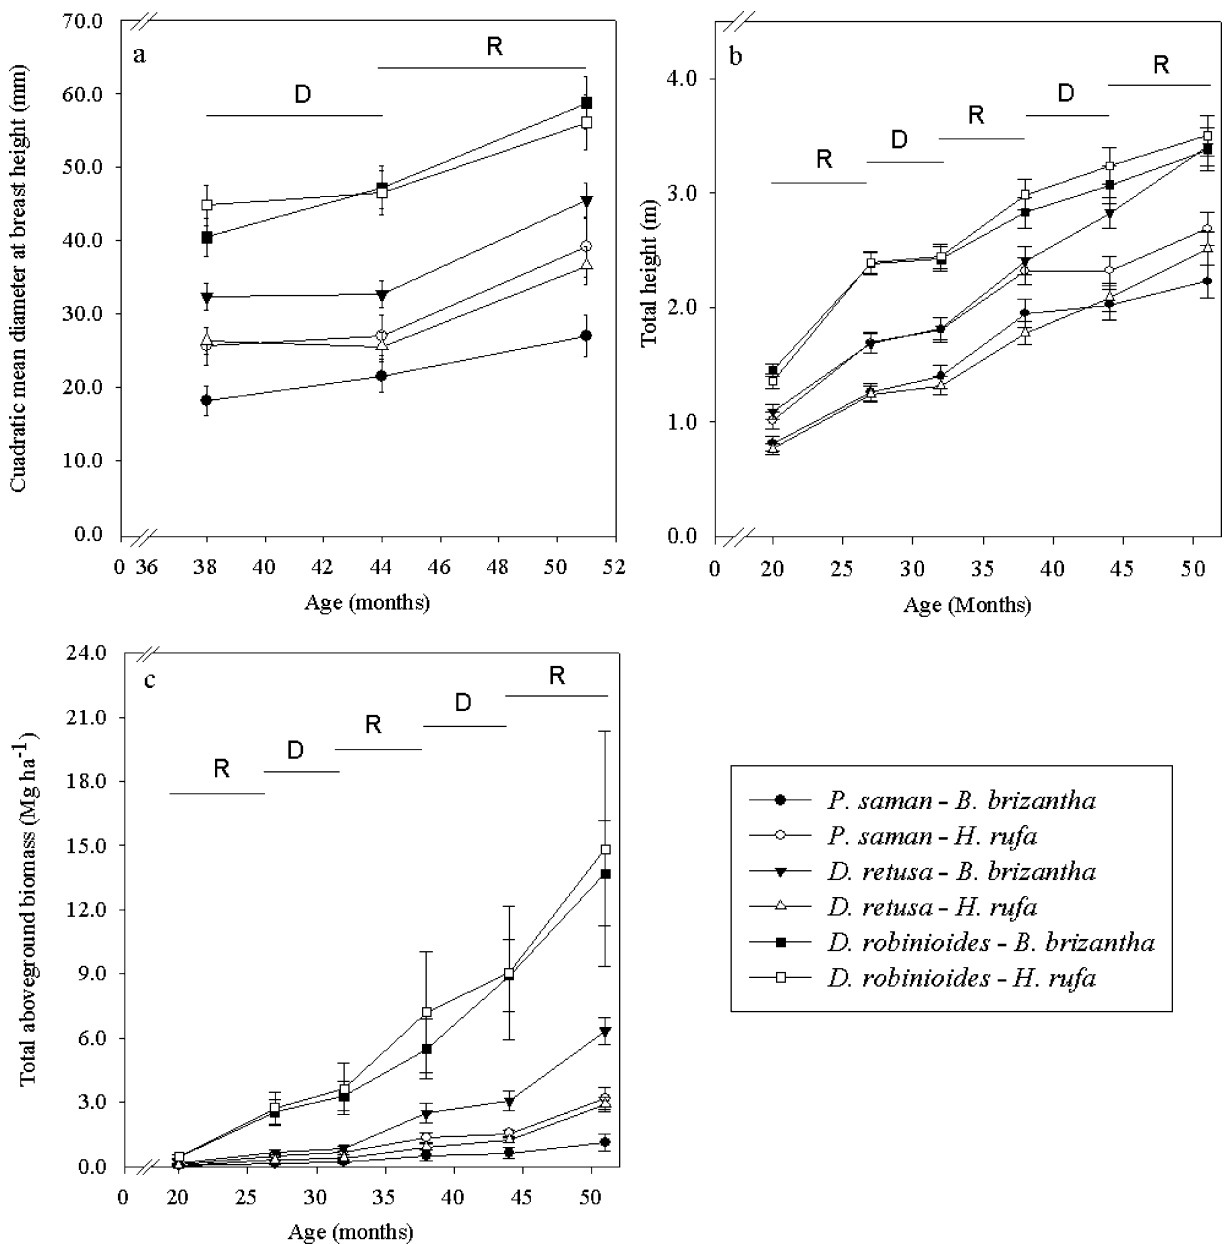 a
Cuadratic mean diameter at breast height (mm)
70.0
60.0
50.0
40.0
30.0
20.0
10.0
0.0
D
R
0 36 38 40 42 44 46 48 50 52
Age (months)
b
Total height (m)
4.0
3.0
2.0
1.0
0.0
R
D
R
D
R
0 20 25 30 35 40 45 50
Age (Months)
c
Total aboveground biomass (Mg ha-1)
24.0
21.0
18.0
15.0
12.0
9.0
6.0
3.0
0.0
R
D
R
D
R
0 20 25 30 35 40 45 50
Age (months)
P. saman - B. brizantha
P. saman - H. rufa
D. retusa - B. brizantha
D. retusa - H. rufa
D. robinioides - B. brizantha
D. robinioides - H. rufa